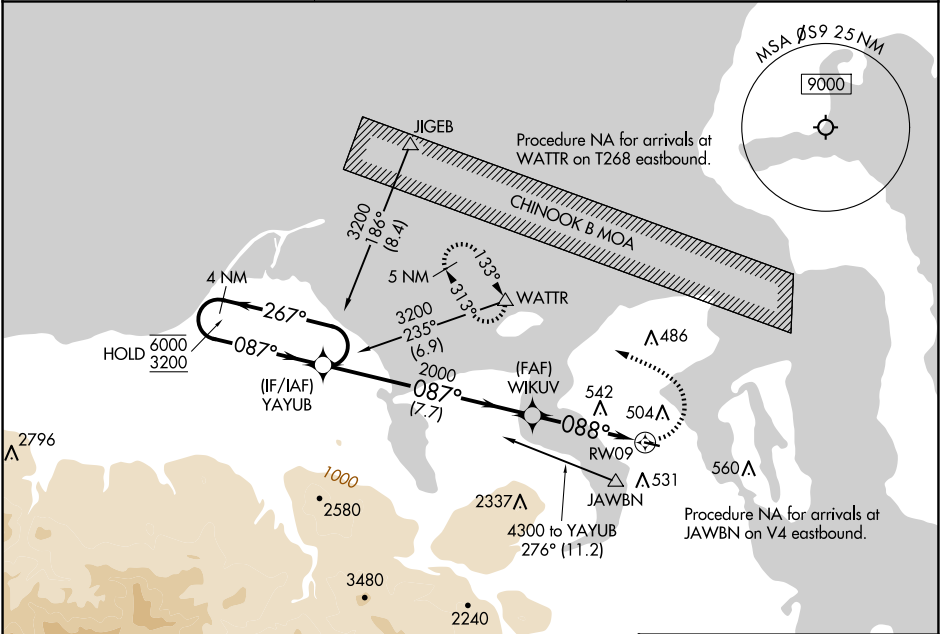 MSA ØS9 25 NM
9000
JIGEB
Procedure NA for arrivals at
WATTR on T268 eastbound.
CHINOOK B MOA
3200
186°
(8.4)
4 NM
5 NM
133°
313°
WATTR
267°
3200
235°
(6.9)
HOLD 6000
3200
087°
(IF/IAF)
YAYUB
2000
087°
(7.7)
(FAF)
WIKUV
486
542
504
088°
RW09
2796
1000
2580
2337
JAWBN
531
560
4300 to YAYUB
276° (11.2)
Procedure NA for arrivals at
JAWBN on V4 eastbound.
3480
2240